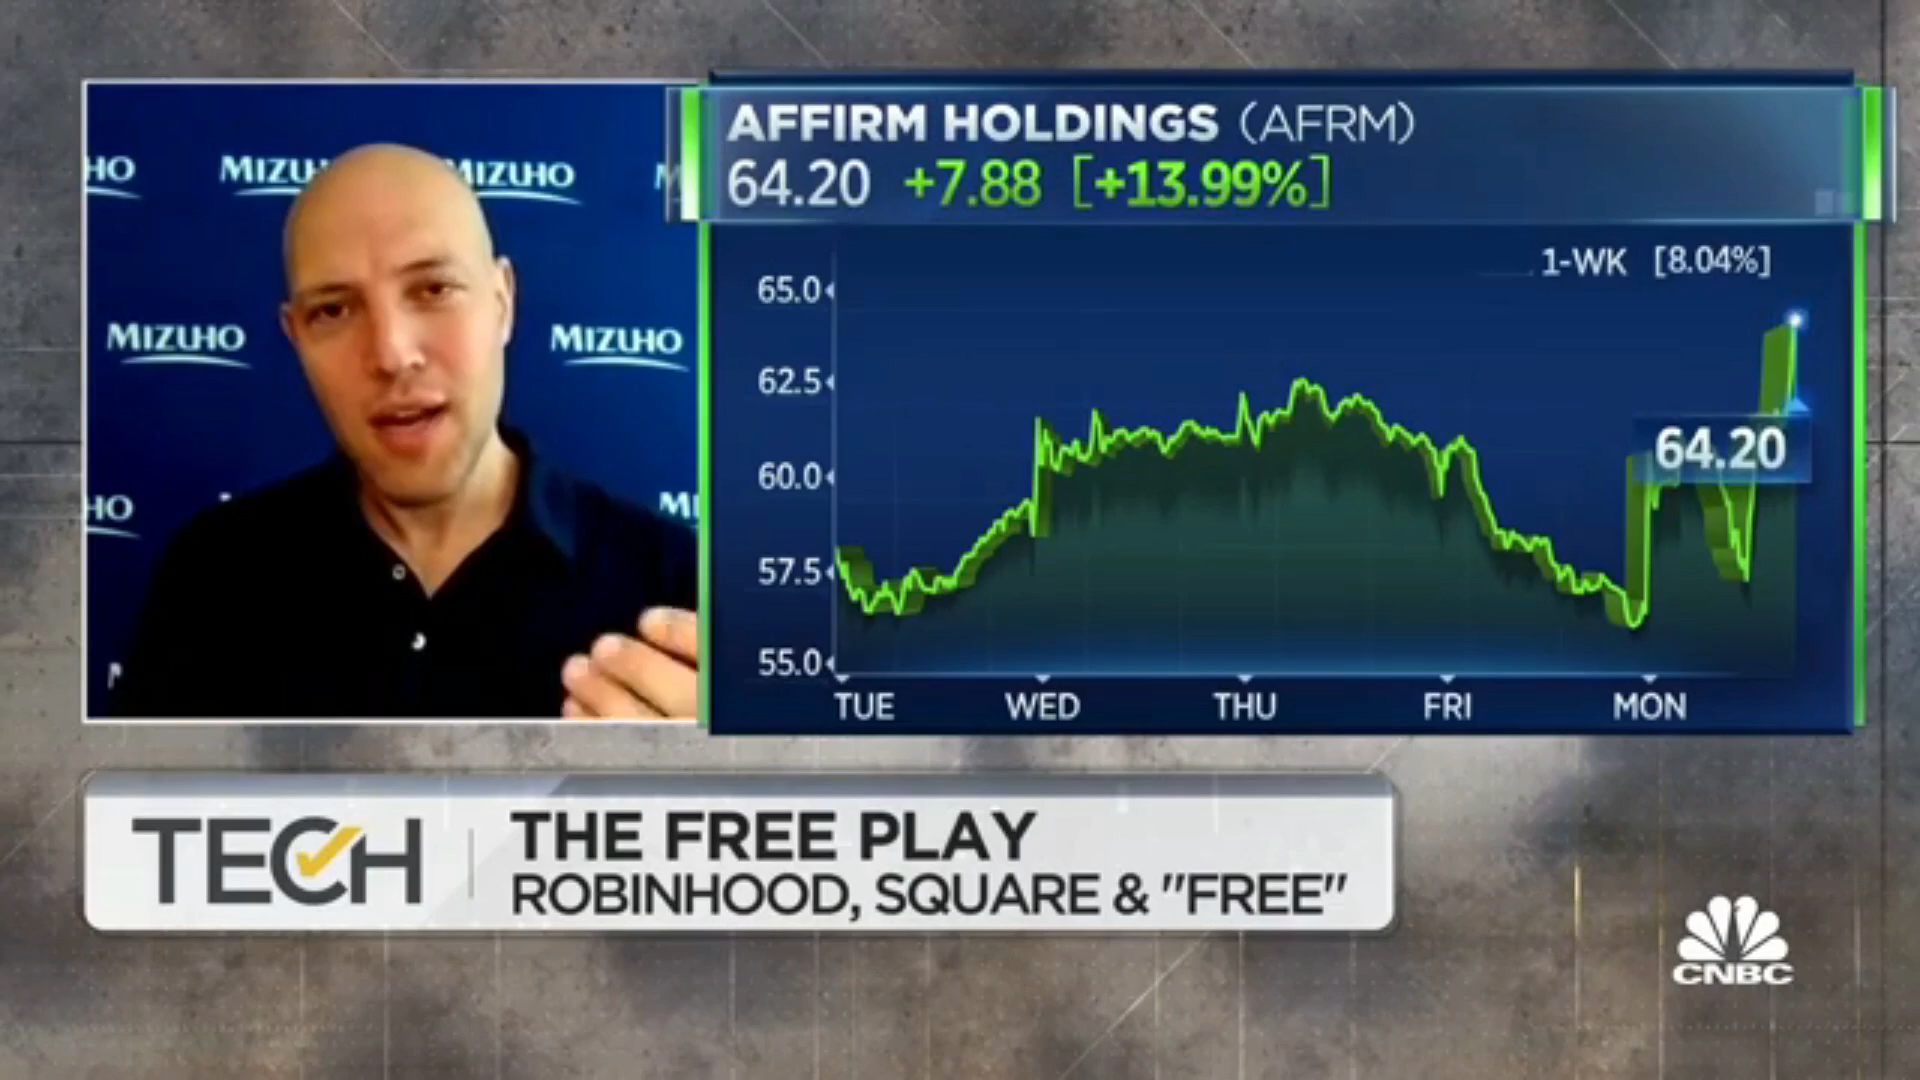 HO
MIZUHO
MIZUHO
MIZUHO
HO
AFFIRM HOLDINGS (AFRM)
64.20 +7.88 [+13.99%]
1-WK [8.04%]
65.0
62.5
60.0
57.5
55.0
64.20
TUE WED THU FRI MON
TECH
THE FREE PLAY
ROBINHOOD, SQUARE & "FREE"
CNBC